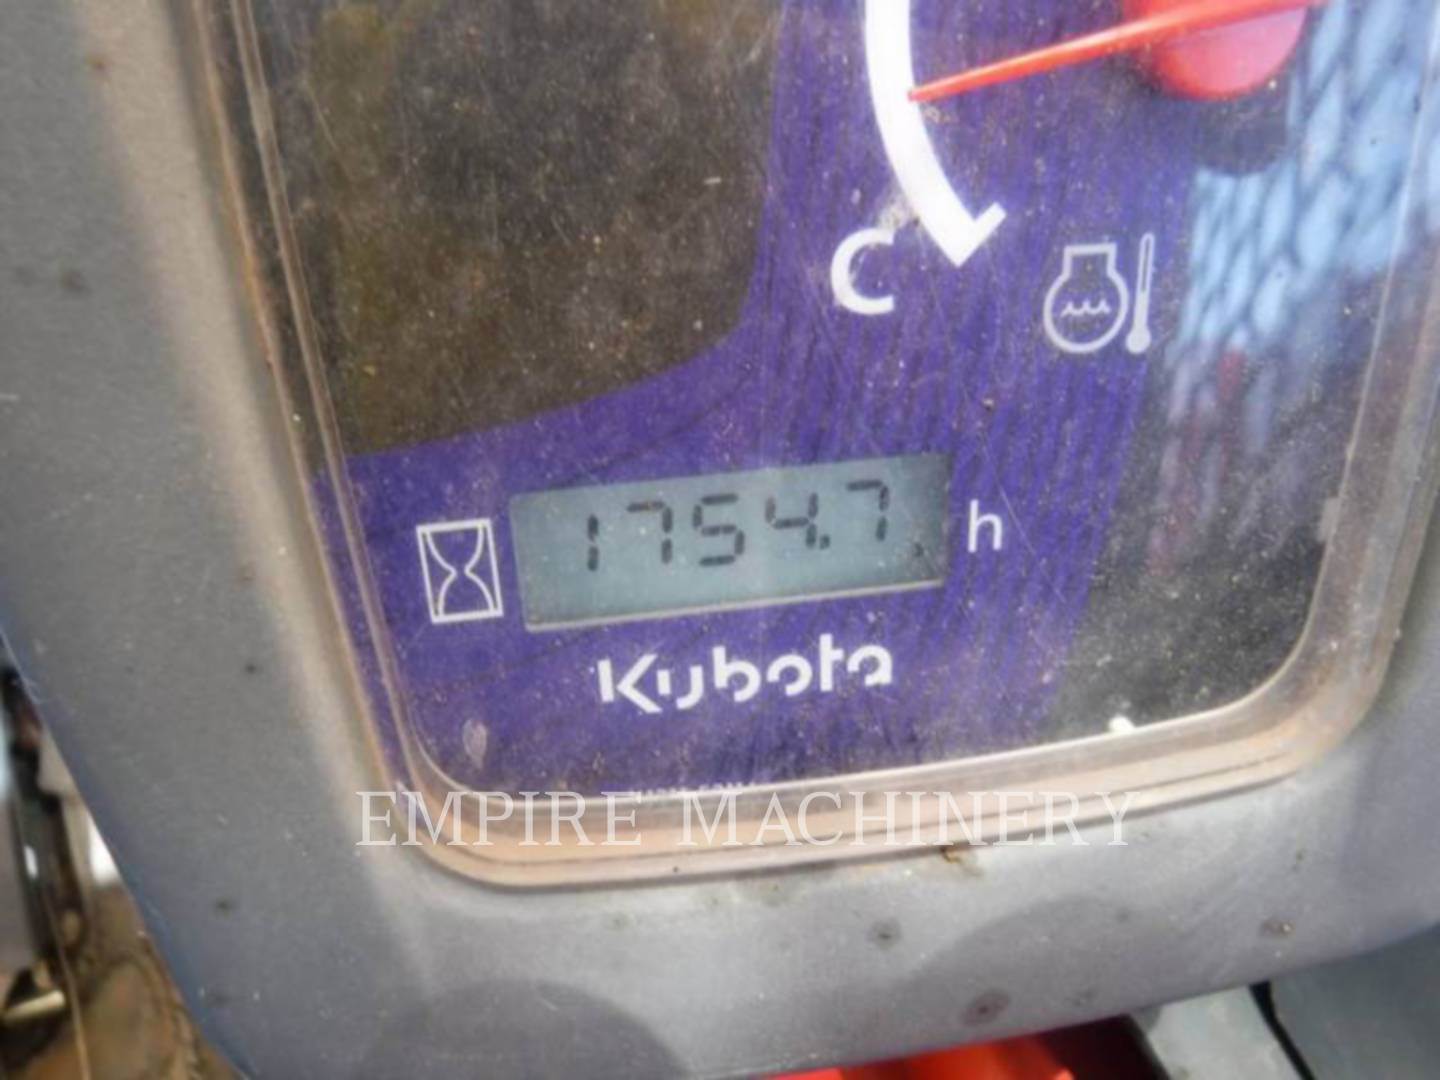 C
1754.7 h
Kubota
EMPIRE MACHINERY